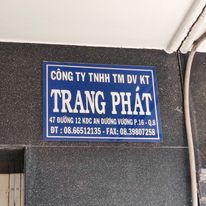 CÔNG TY TNHH TM DV KT
TRANG PHÁT
47 ĐƯỜNG 12 KDC AN DƯƠNG VƯƠNG P.16 - Q.8
ĐT : 08.66512135 - FAX: 08.39807258